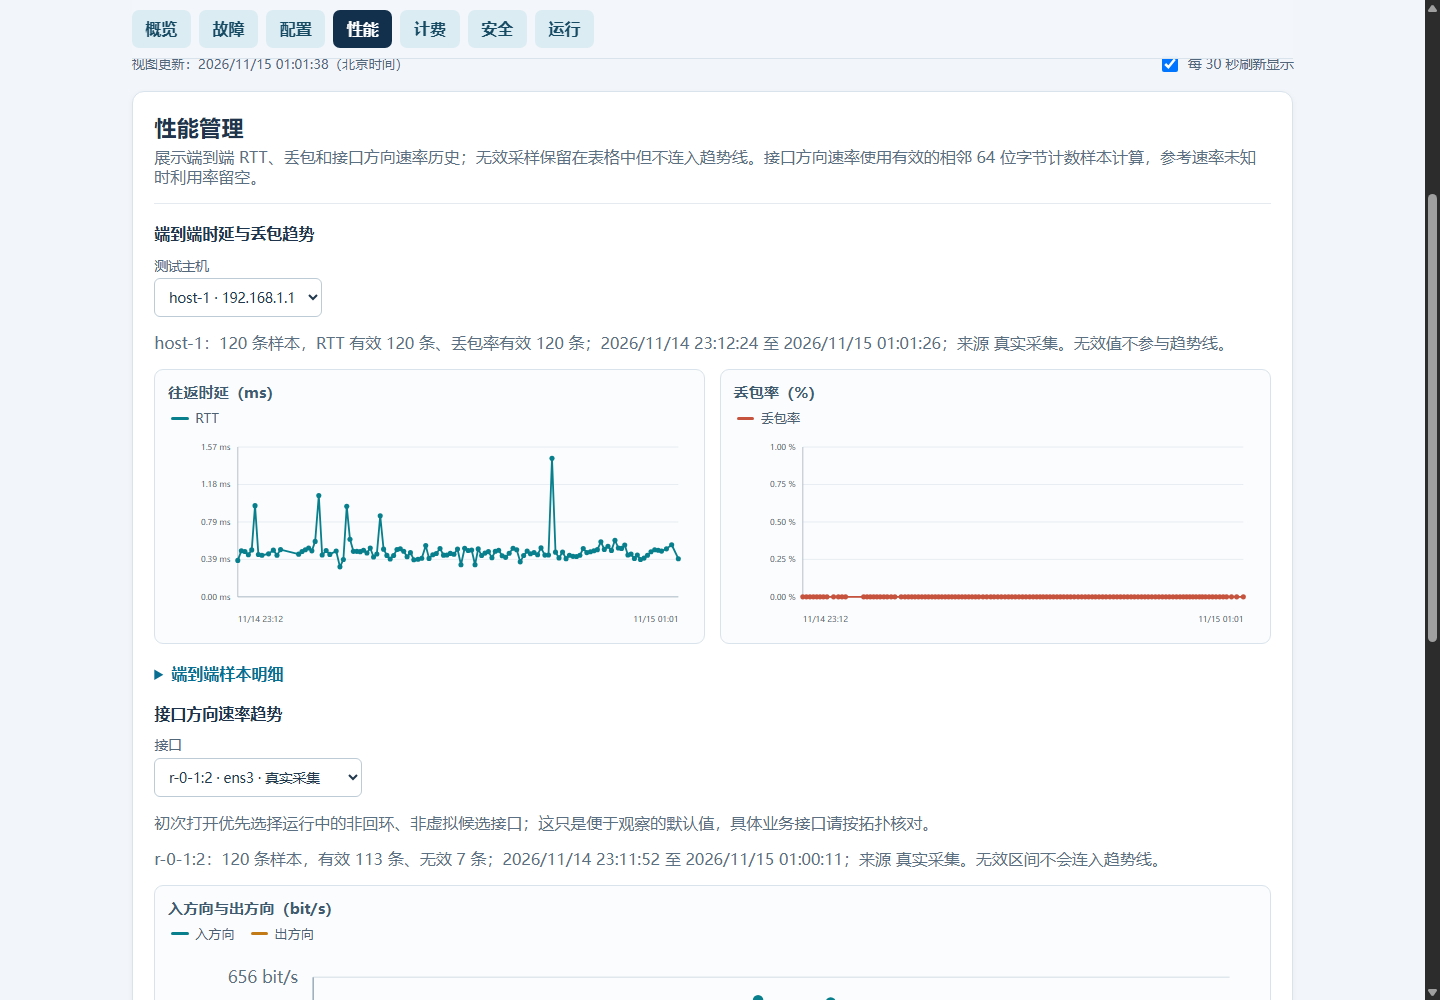 概览 故障 配置 性能 计费 安全 运行
视图更新：2026/11/15 01:01:38（北京时间）
每 30 秒刷新显示
性能管理
展示端到端 RTT、丢包和接口方向速率历史；无效采样保留在表格中但不连入趋势线。接口方向速率使用有效的相邻 64 位字节计数样本计算，参考速率未知
时利用率留空。
端到端时延与丢包趋势
测试主机
host-1 · 192.168.1.1
host-1：120 条样本，RTT 有效 120 条、丢包率有效 120 条；2026/11/14 23:12:24 至 2026/11/15 01:01:26；来源 真实采集。无效值不参与趋势线。
往返时延（ms）
RTT
1.57 ms
1.18 ms
0.79 ms
0.39 ms
0.00 ms
11/14 23:12
11/15 01:01
丢包率（%）
丢包率
1.00 %
0.75 %
0.50 %
0.25 %
0.00 %
11/14 23:12
11/15 01:01
端到端样本明细
接口方向速率趋势
接口
r-0-1:2 · ens3 · 真实采集
初次打开优先选择运行中的非回环、非虚拟候选接口；这只是便于观察的默认值，具体业务接口请按拓扑核对。
r-0-1:2：120 条样本，有效 113 条、无效 7 条；2026/11/14 23:11:52 至 2026/11/15 01:00:11；来源 真实采集。无效区间不会连入趋势线。
入方向与出方向（bit/s）
入方向 出方向
656 bit/s